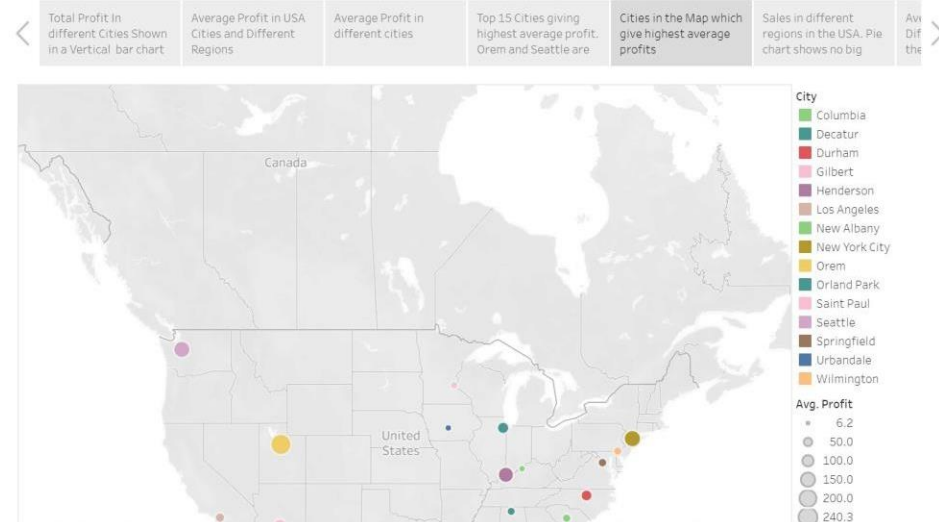 Total Profit In
different Cities Shown
in a Vertical bar chart
Average Profit in USA
Cities and Different
Regions
Average Profit in
different cities
Top 15 Cities giving
highest average profit.
Orem and Seattle are
Cities in the Map which
give highest average
profits
Sales in different
regions in the USA. Pie
chart shows no big
City
Columbia
Decatur
Durham
Gilbert
Henderson
Los Angeles
New Albany
New York City
Orem
Orland Park
Saint Paul
Seattle
Springfield
Urbandale
Wilmington
Avg. Profit
6.2
50.0
100.0
150.0
200.0
240.3
Canada
United
States